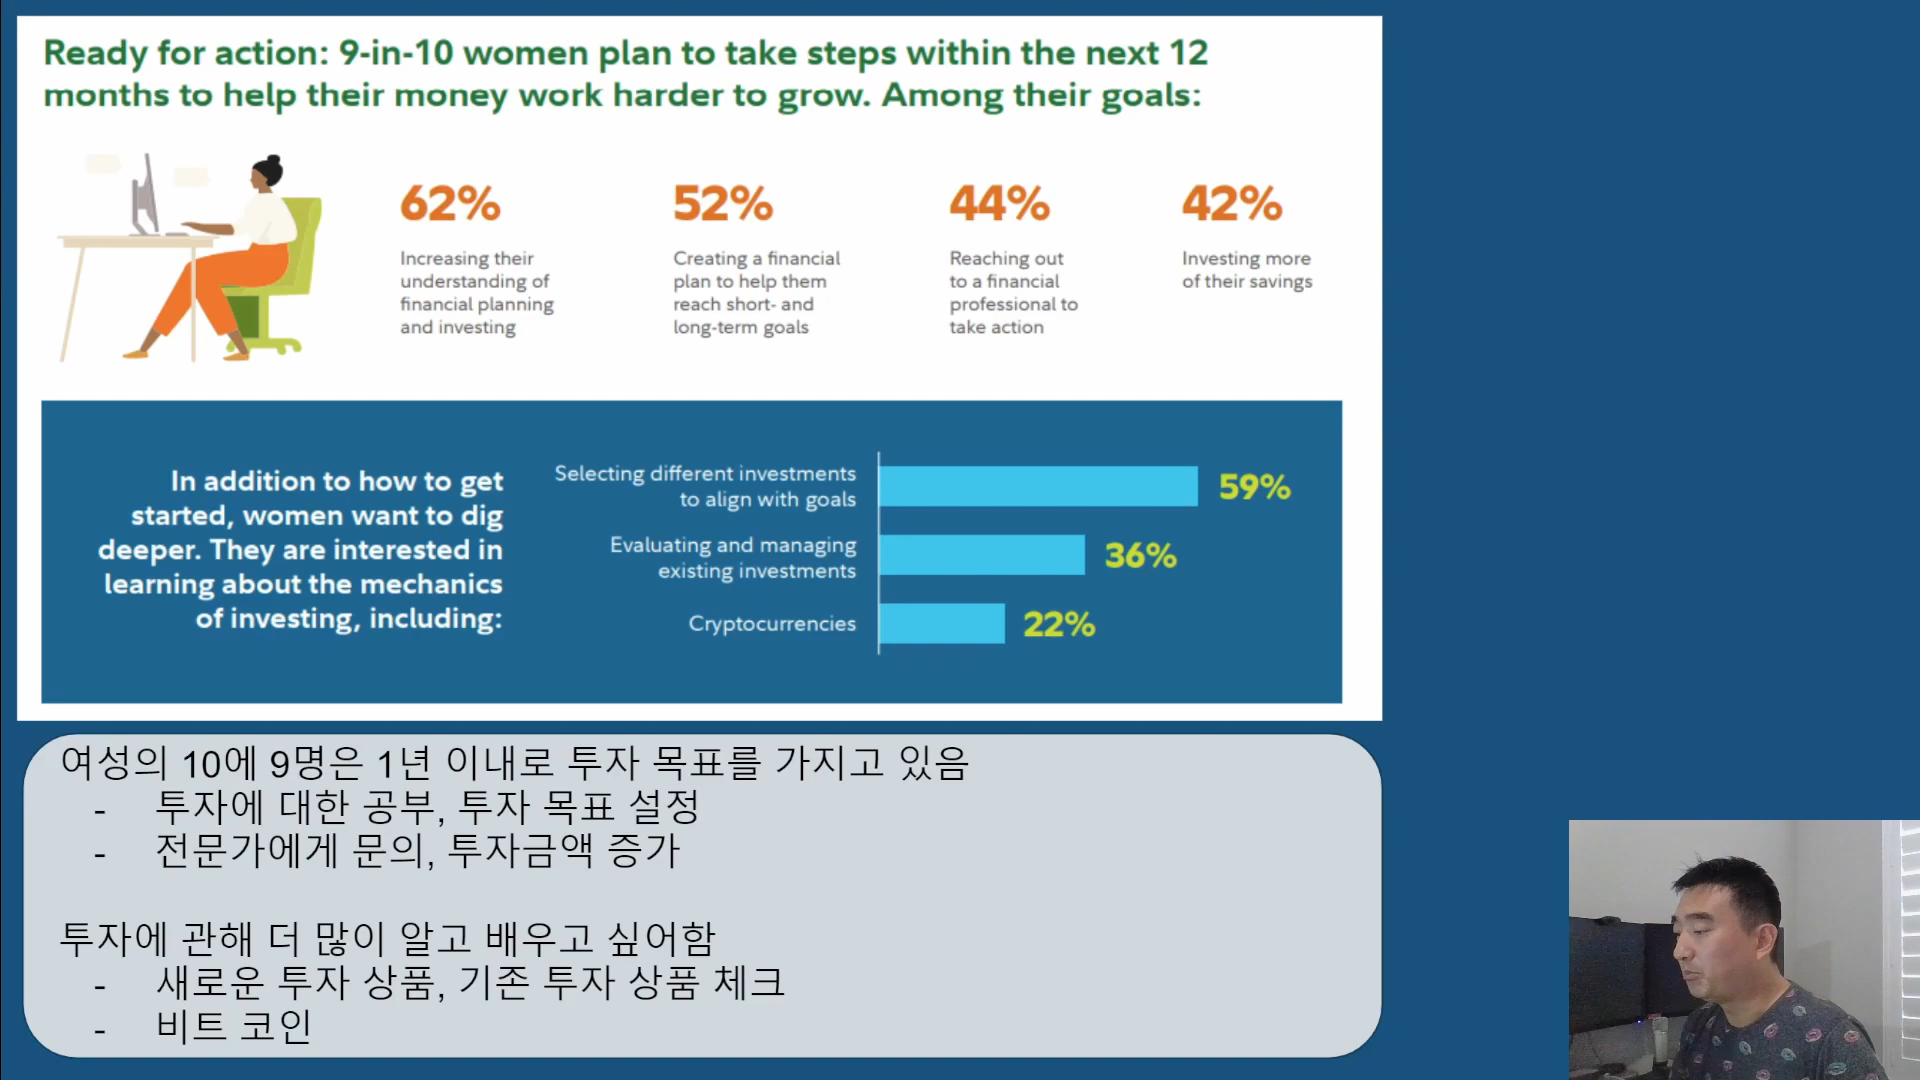 Ready for action: 9-in-10 women plan to take steps within the next 12
months to help their money work harder to grow. Among their goals:
62%
Increasing their
understanding of
financial planning
and investing
52%
Creating a financial
plan to help them
reach short- and
long-term goals
44%
Reaching out
to a financial
professional to
take action
42%
Investing more
of their savings
In addition to how to get
started, women want to dig
deeper. They are interested in
learning about the mechanics
of investing, including:
Selecting different investments
to align with goals
59%
Evaluating and managing
existing investments
36%
Cryptocurrencies
22%
여성의 10에 9명은 1년 이내로 투자 목표를 가지고 있음
- 투자에 대한 공부, 투자 목표 설정
- 전문가에게 문의, 투자금액 증가
투자에 관해 더 많이 알고 배우고 싶어함
- 새로운 투자 상품, 기존 투자 상품 체크
- 비트 코인